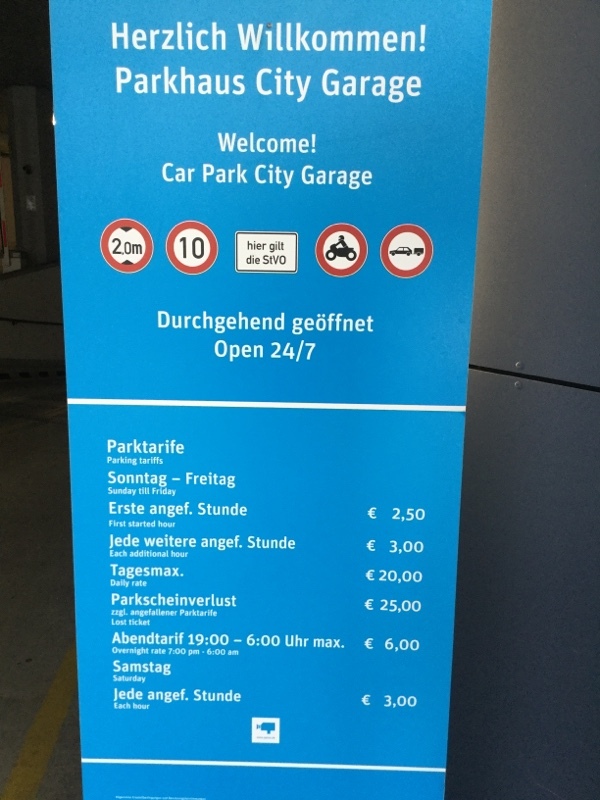 Herzlich Willkommen!
Parkhaus City Garage
Welcome!
Car Park City Garage
2,0m
10
hier gilt
die StVO
Durchgehend geöffnet
Open 24/7
Parktarife
Parking tariffs
Sonntag – Freitag
Sunday till Friday
Erste angef. Stunde € 2,50
First started hour
Jede weitere angef. Stunde € 3,00
Each additional hour
Tagesmax. € 20,00
Daily rate
Parkscheinverlust € 25,00
zzgl. angefallener Parktarife
Lost ticket
Abendtarif 19:00 – 6:00 Uhr max. € 6,00
Overnight rate 7:00 pm - 6:00 am
Samstag
Saturday
Jede angef. Stunde € 3,00
Each hour